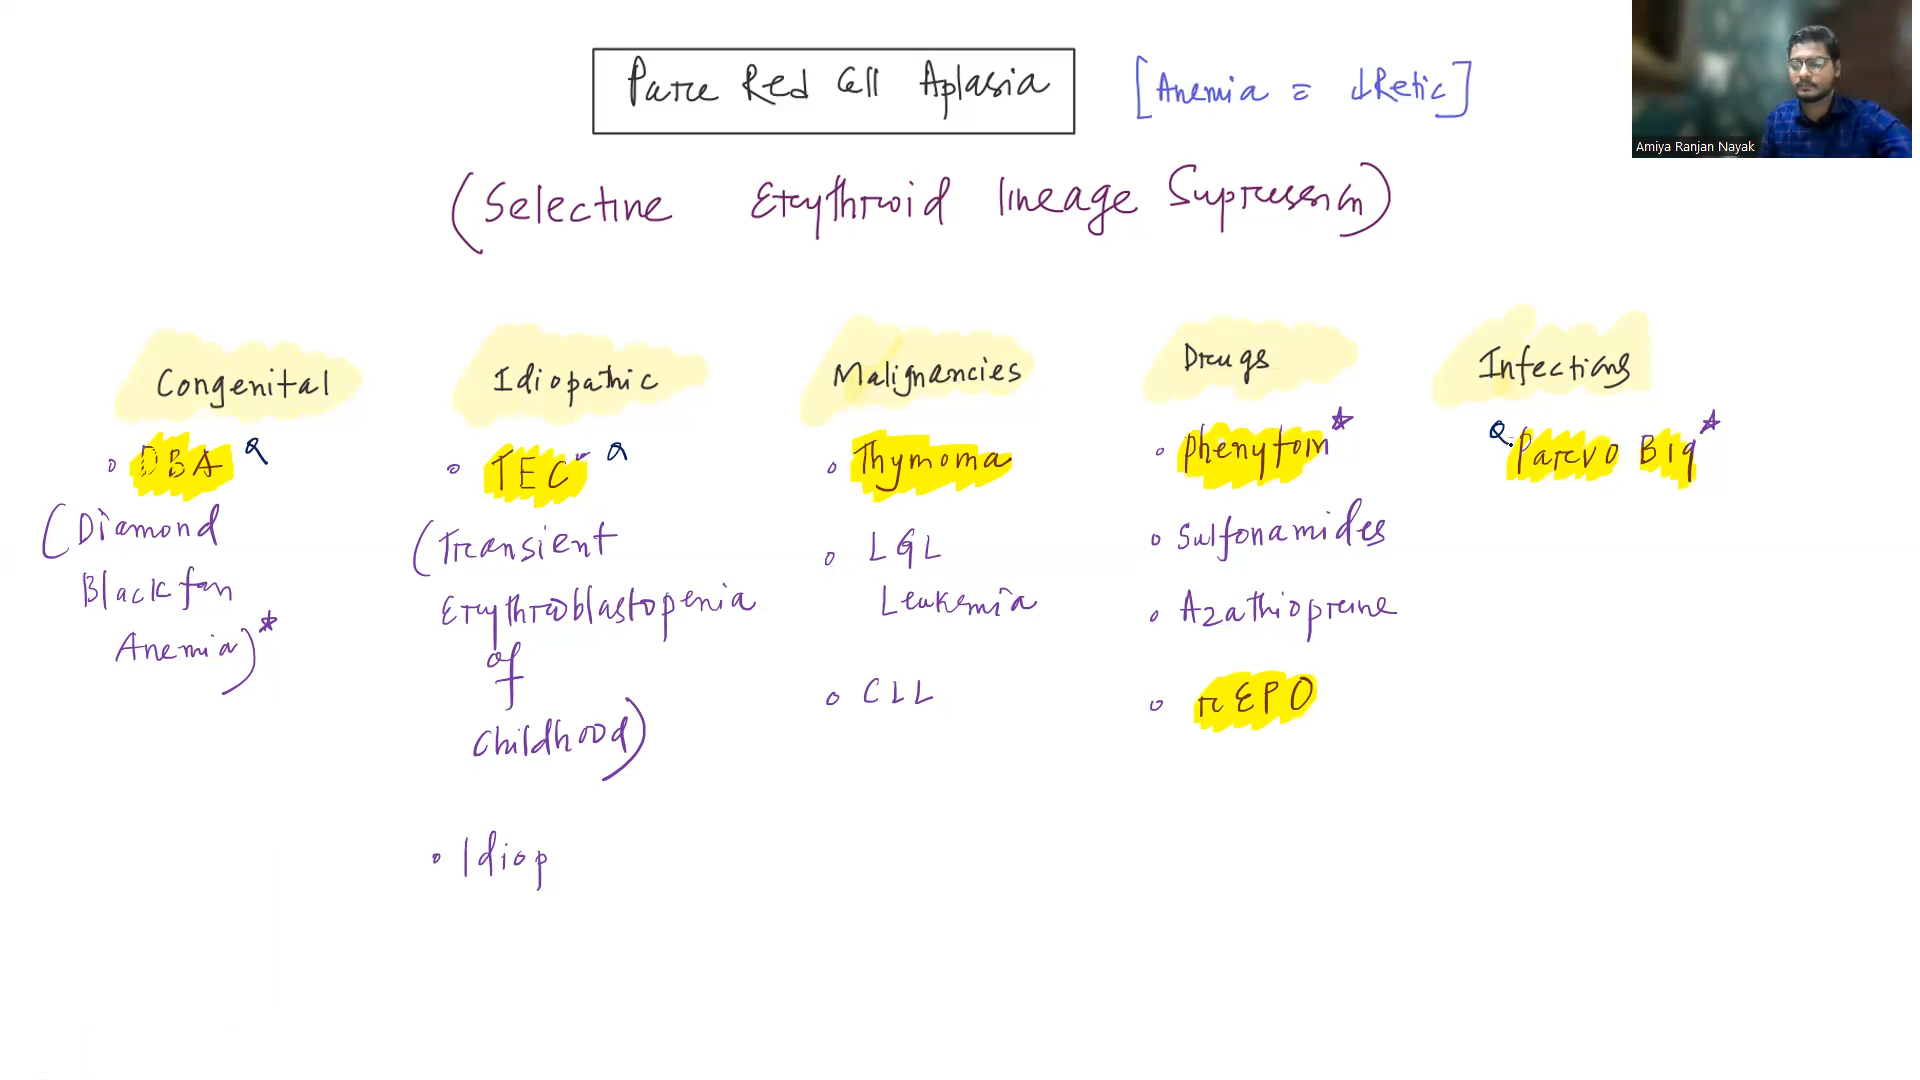 Pure Red Cell Aplasia
[Anemia = ↓Retic]
Amiya Ranjan Nayak
(Selective Erythroid lineage Supression)
Congenital
DBA Q
(Diamond
Blackfan
Anemia)*
Idiopathic
TEC Q
(Transient
Erythroblastopenia
of
Childhood)
Idiop
Malignancies
Thymoma
LGL
Leukemia
CLL
Drugs
Phenytoin*
Sulfonamides
Azathioprine
rEPO
Infections
Q. Parvo B19*